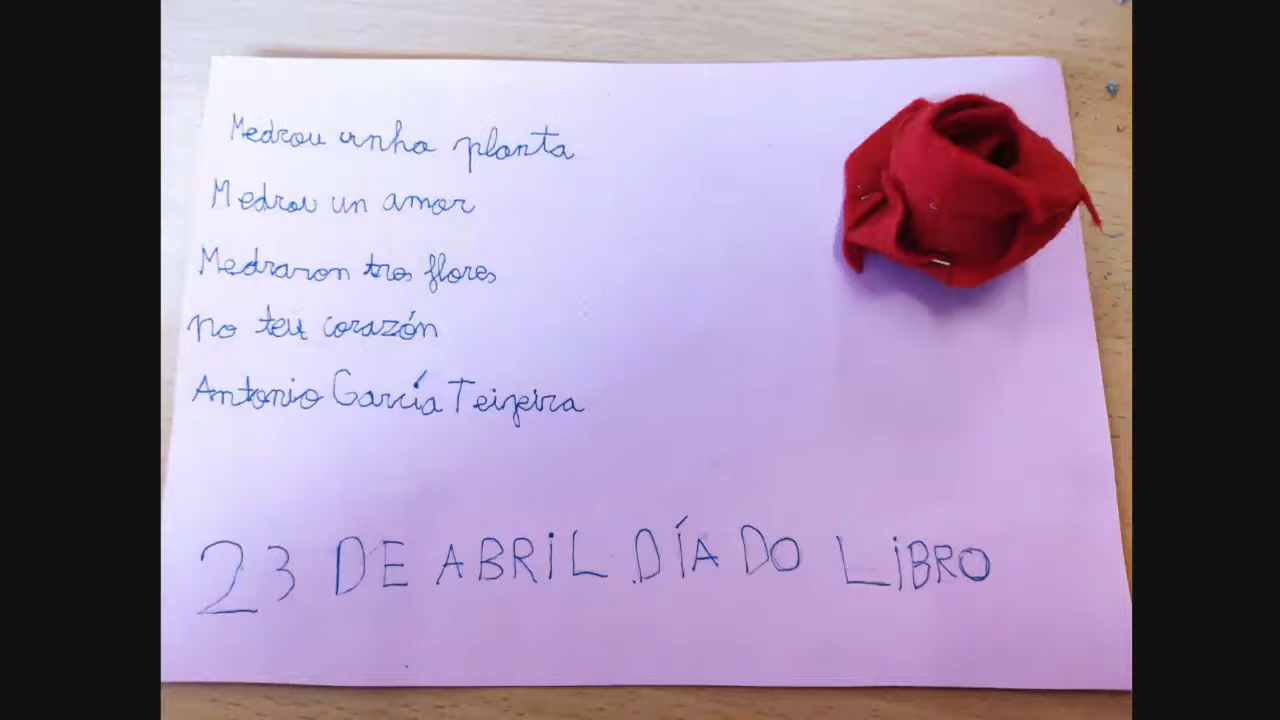 Medrou unha planta
Medrou un amor
Medraron tres flores
no teu corazón
Antonio García Teixeira
23 DE ABRIL DÍA DO LIBRO